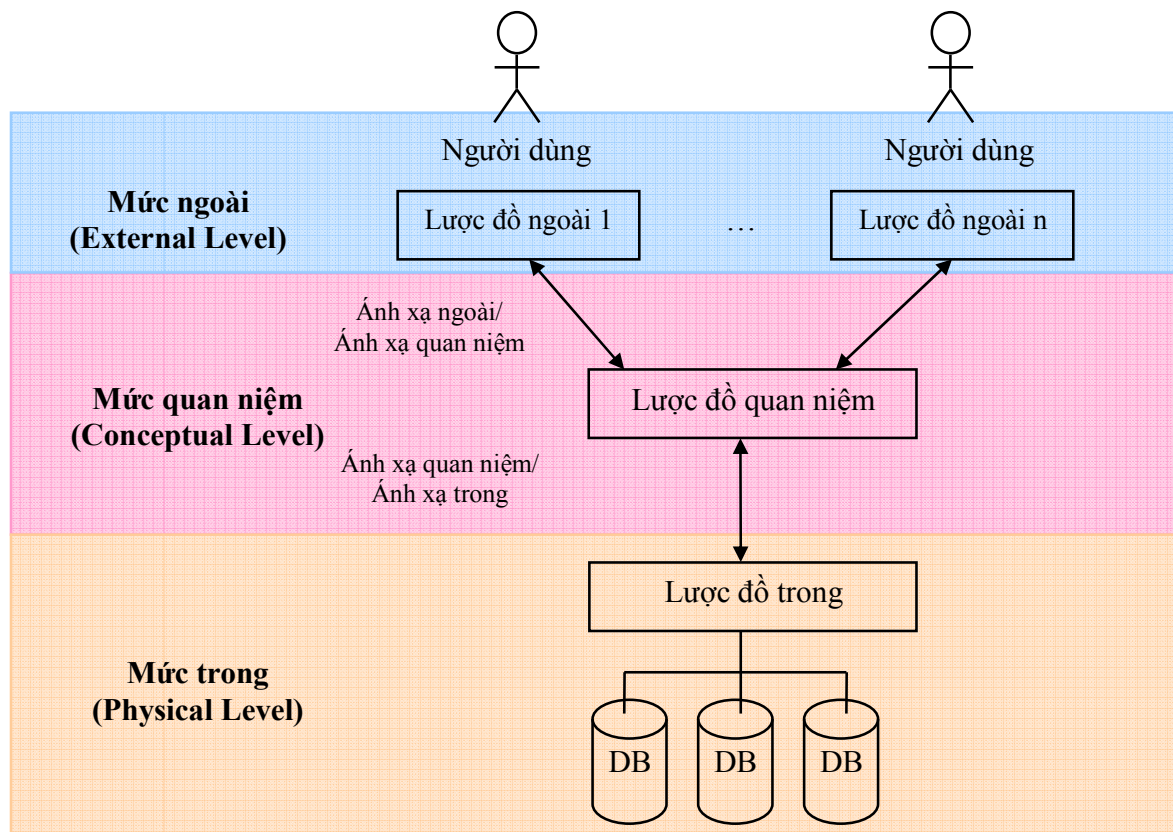 Người dùng
Người dùng
Mức ngoài
(External Level)
Lược đồ ngoài 1
…
Lược đồ ngoài n
Ánh xạ ngoài/
Ánh xạ quan niệm
Mức quan niệm
(Conceptual Level)
Lược đồ quan niệm
Ánh xạ quan niệm/
Ánh xạ trong
Lược đồ trong
Mức trong
(Physical Level)
DB
DB
DB